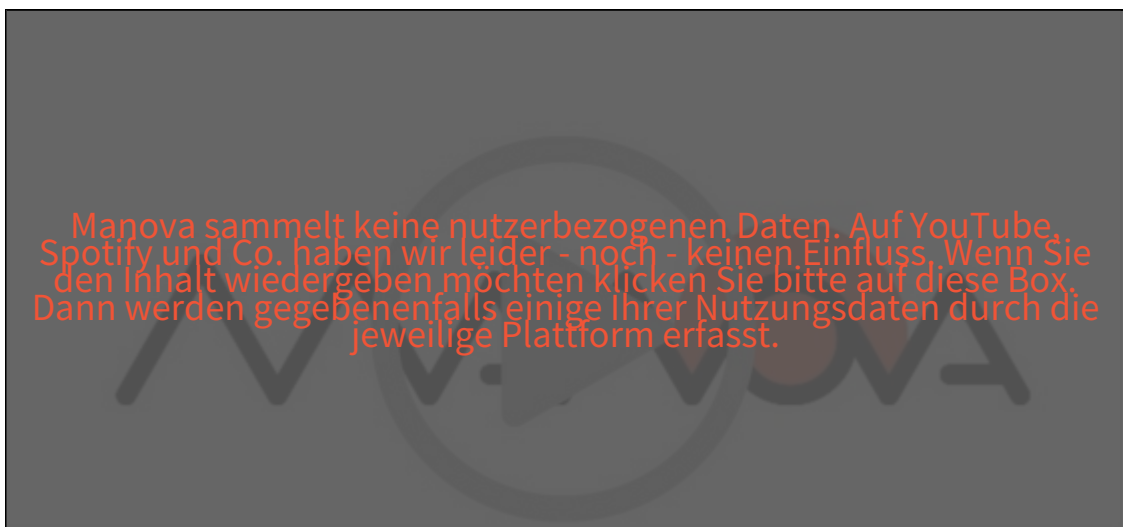 Manova sammelt keine nutzerbezogenen Daten. Auf YouTube,
Spotify und Co. haben wir leider - noch - keinen Einfluss. Wenn Sie
den Inhalt wiedergeben möchten klicken Sie bitte auf diese Box.
Dann werden gegebenenfalls einige Ihrer Nutzungsdaten durch die
jeweilige Plattform erfasst.
MANOVA